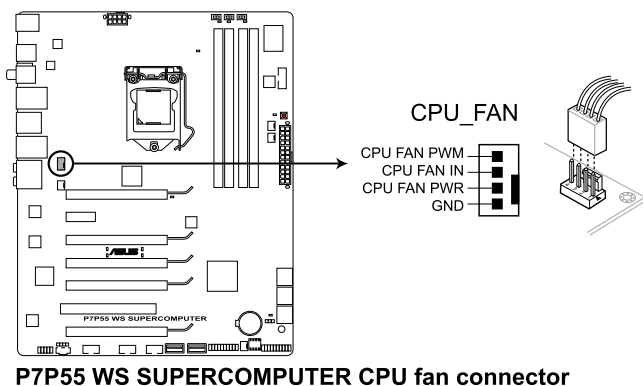 CPU_FAN
CPU FAN PWM
CPU FAN IN
CPU FAN PWR
GND
ASUS
P7P55 WS SUPERCOMPUTER
P7P55 WS SUPERCOMPUTER CPU fan connector